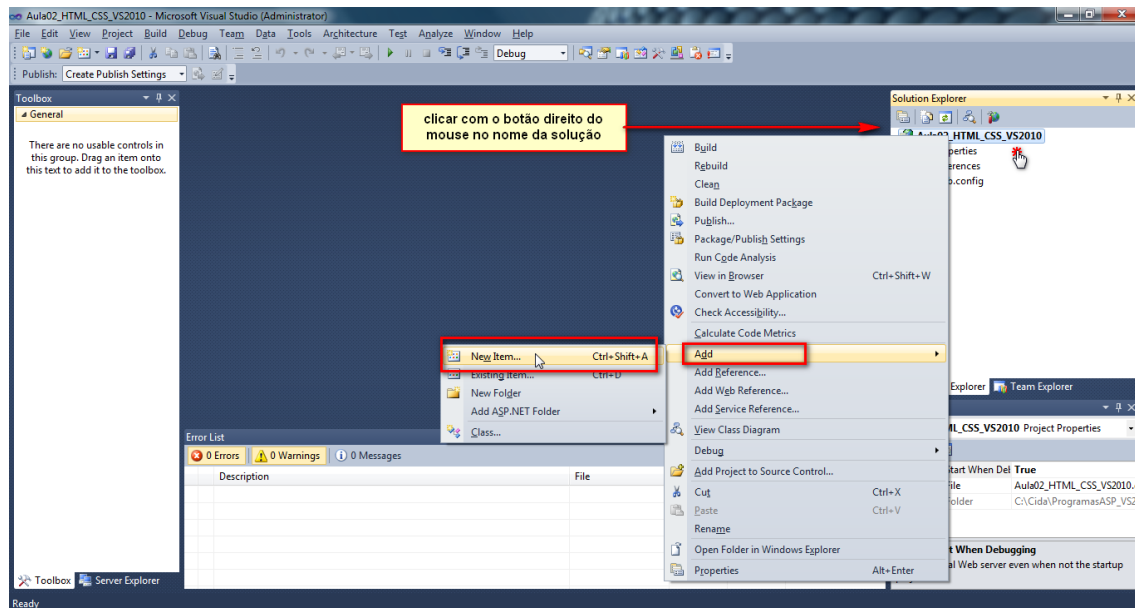 Aula02_HTML_CSS_VS2010 - Microsoft Visual Studio (Administrator)
File Edit View Project Build Debug Team Data Tools Architecture Test Analyze Window Help
Debug
Publish: Create Publish Settings
Toolbox
General
There are no usable controls in
this group. Drag an item onto
this text to add it to the toolbox.
clicar com o botão direito do
mouse no nome da solução
Solution Explorer
Aula02_HTML_CSS_VS2010
perties
erences
b.config
Build
Rebuild
Clean
Build Deployment Package
Publish...
Package/Publish Settings
Run Code Analysis
View in Browser Ctrl+Shift+W
Convert to Web Application
Check Accessibility...
Calculate Code Metrics
Add
Add Reference...
Add Web Reference...
Add Service Reference...
View Class Diagram
Debug
Add Project to Source Control...
Cut Ctrl+X
Paste Ctrl+V
Rename
Open Folder in Windows Explorer
Properties Alt+Enter
New Item... Ctrl+Shift+A
Existing Item... Ctrl+D
New Folder
Add ASP.NET Folder
Class...
Explorer Team Explorer
ML_CSS_VS2010 Project Properties
Start When Del True
File Aula02_HTML_CSS_VS2010.
older C:\Cida\ProgramasASP_VS2
t When Debugging
al Web server even when not the startup
Error List
0 Errors 0 Warnings 0 Messages
Description File
Toolbox Server Explorer
Ready